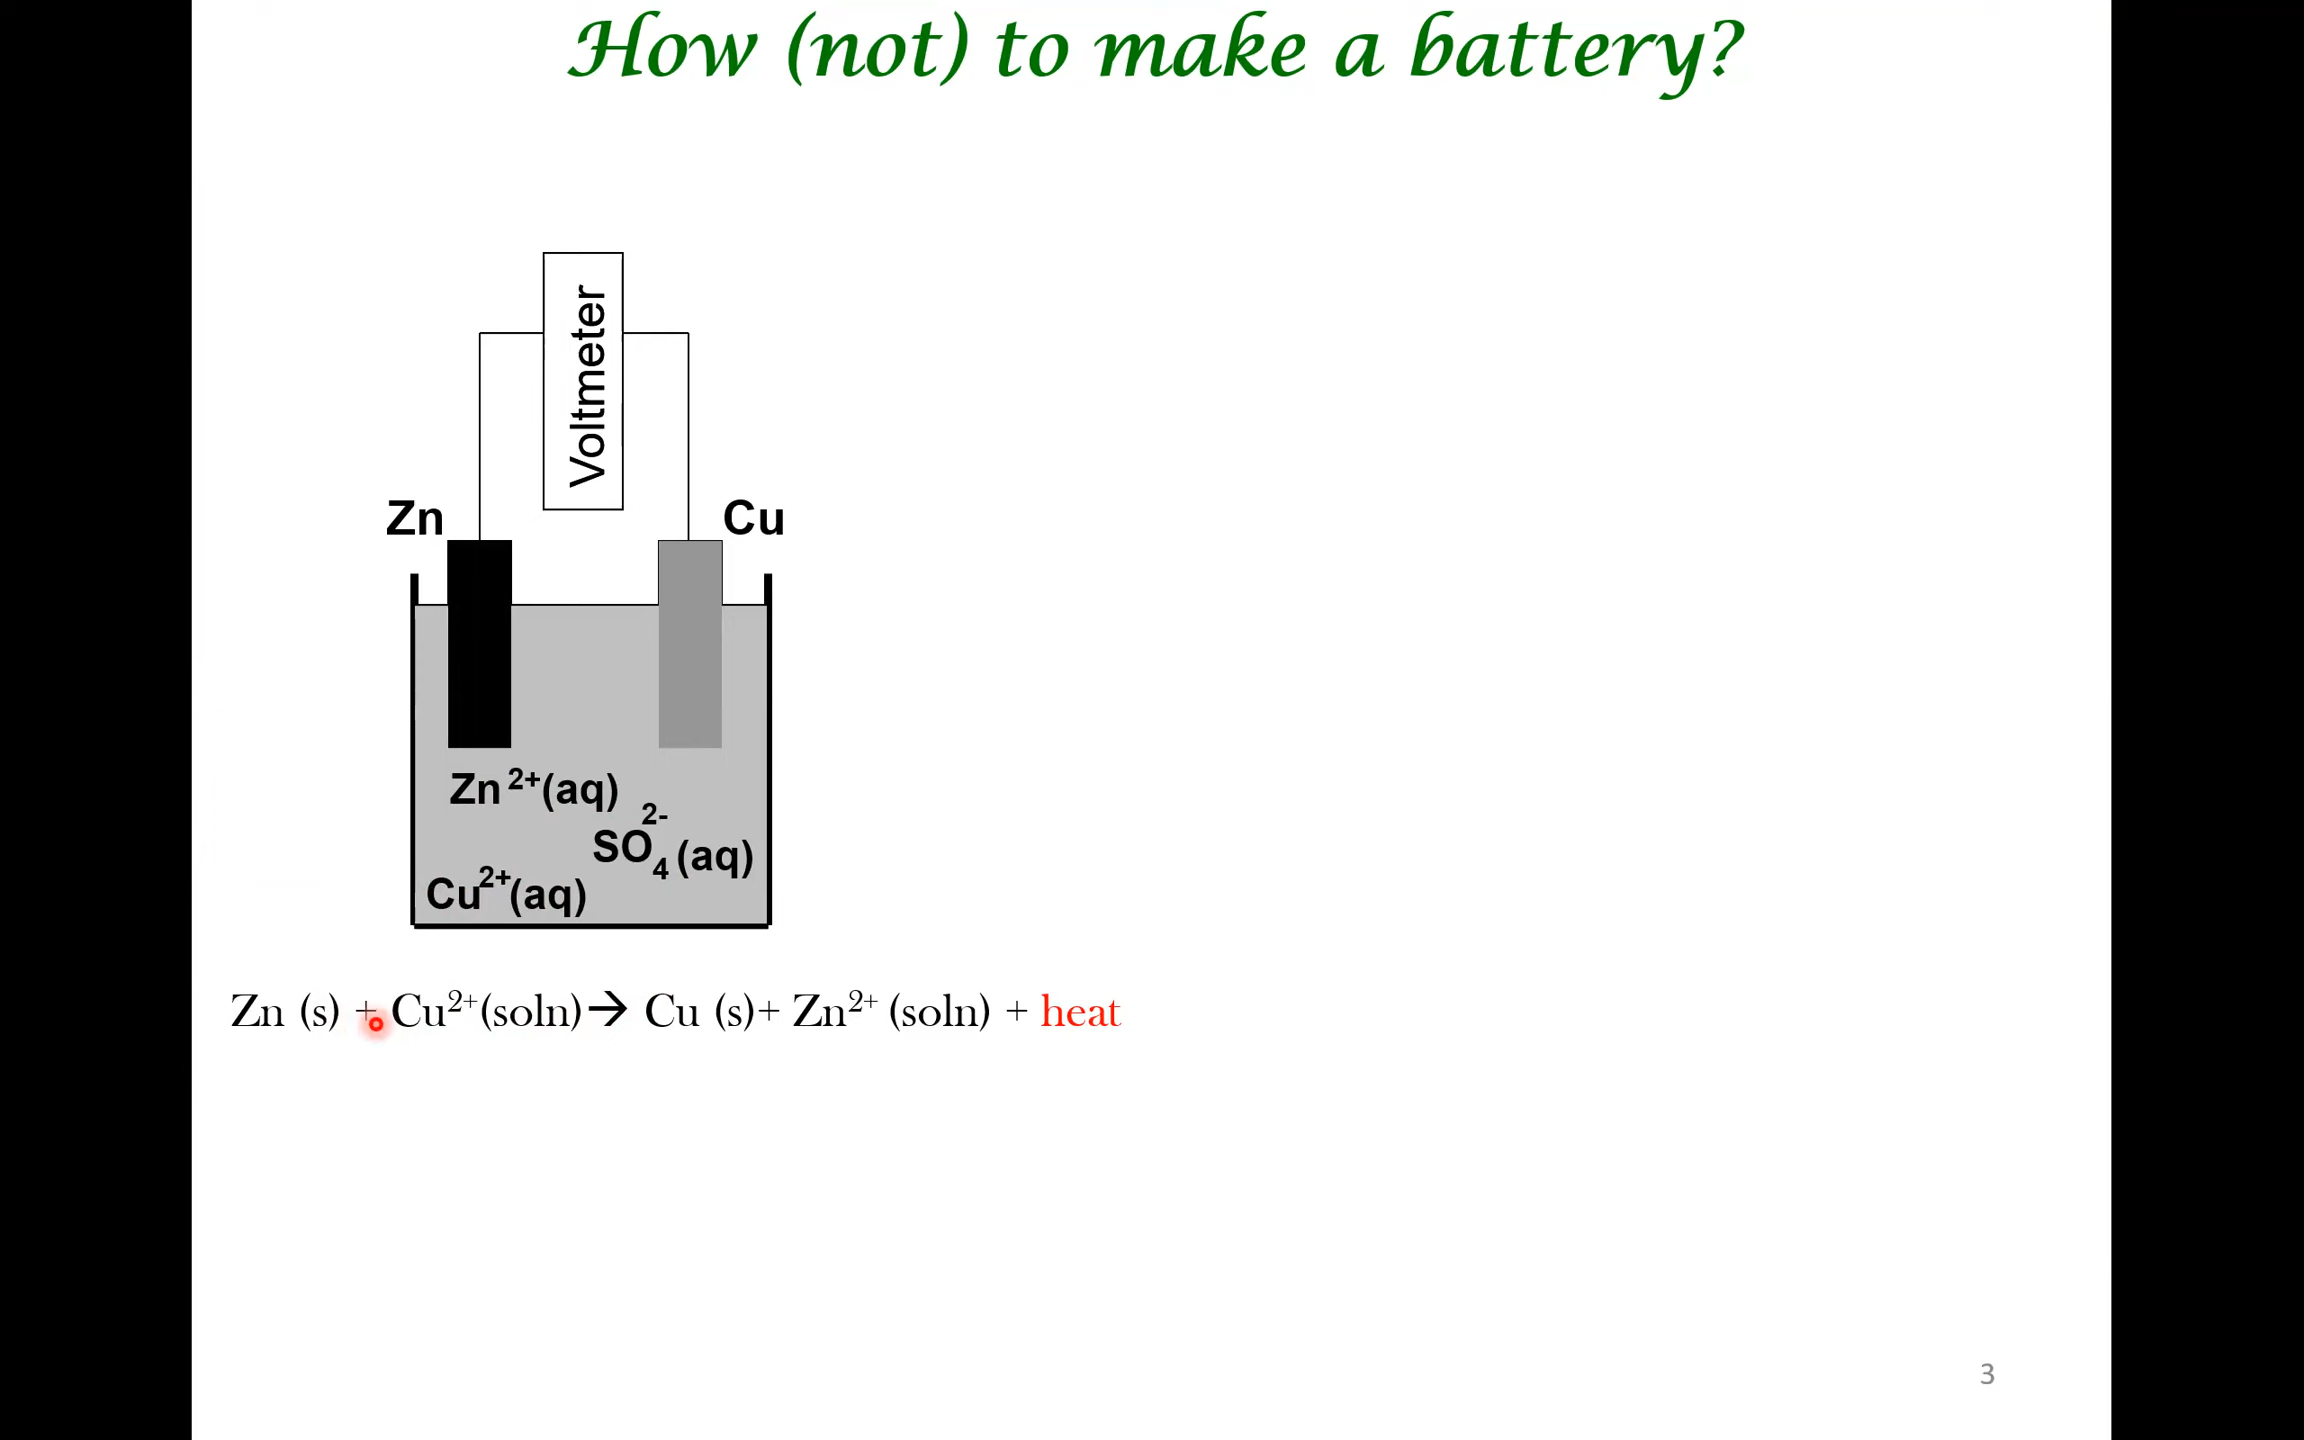 How (not) to make a battery?
Voltmeter
Zn Cu
Zn 2+(aq)
SO4 2- (aq)
Cu2+(aq)
Zn (s) + Cu2+(soln)→ Cu (s)+ Zn2+ (soln) + heat
3